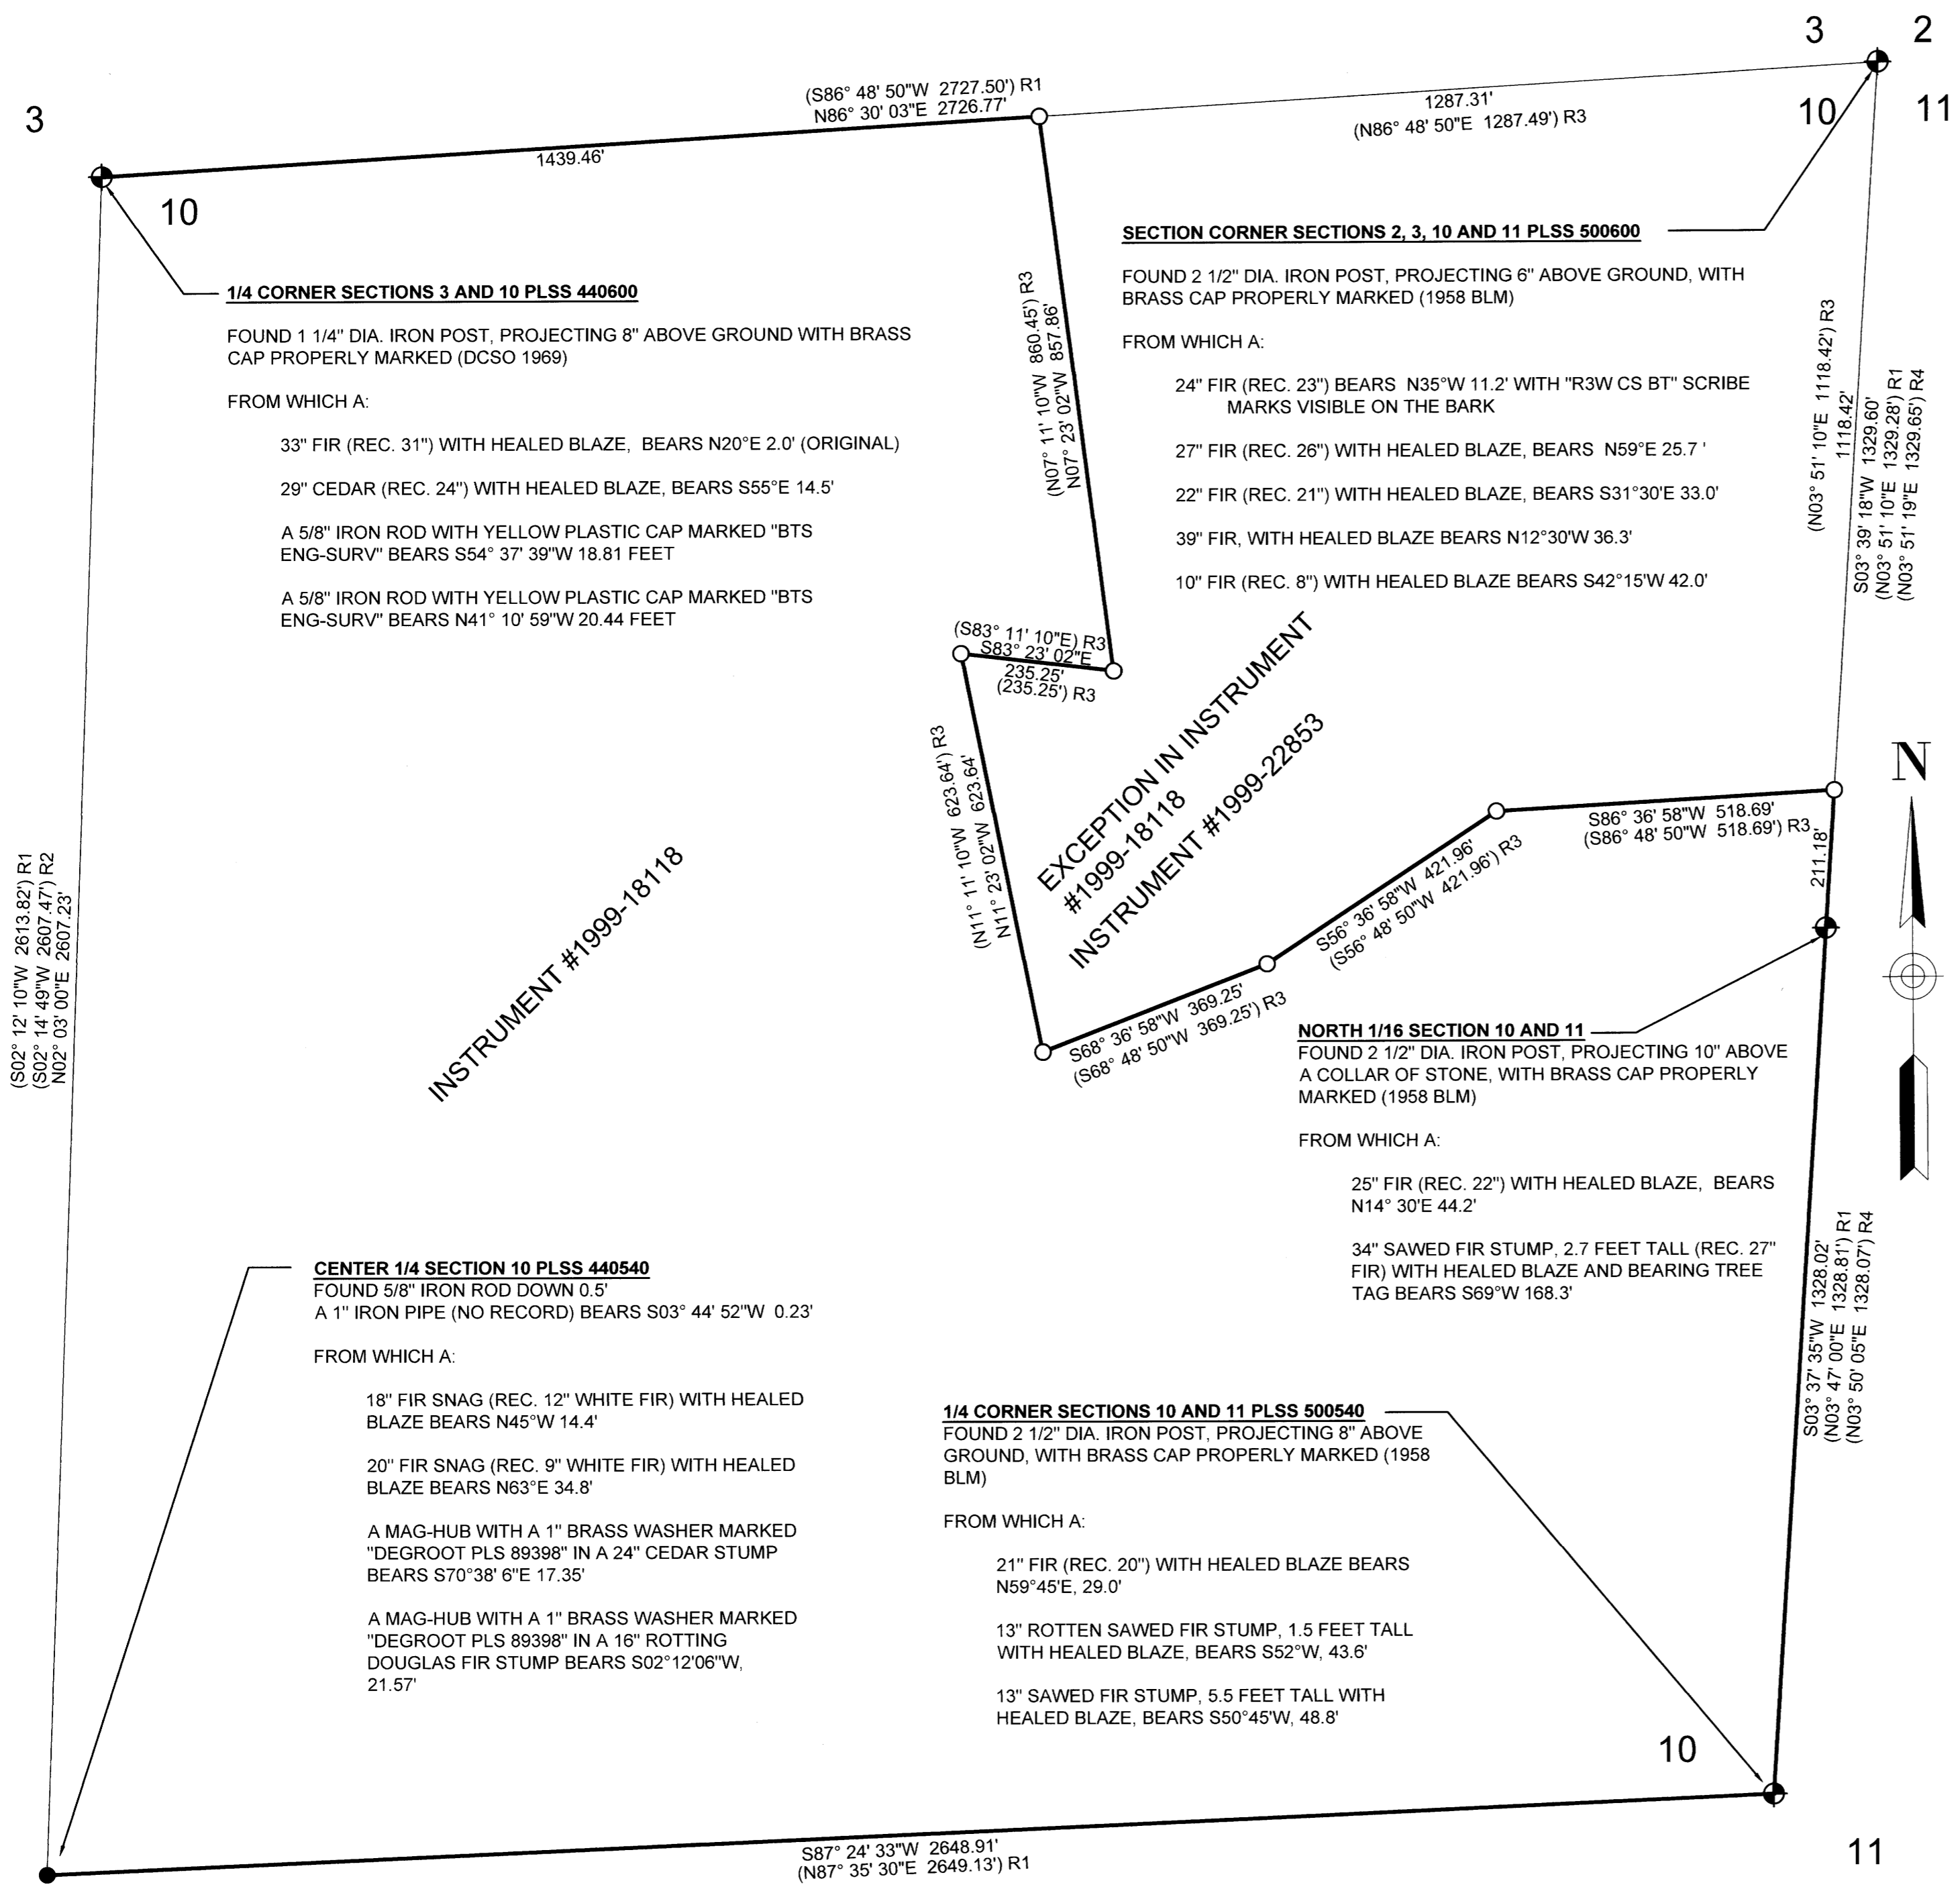 3 2
(S86° 48' 50"W 2727.50') R1
N86° 30' 03"E 2726.77'
1287.31'
(N86° 48' 50"E 1287.49') R3
3
10
11
1439.46'
10
SECTION CORNER SECTIONS 2, 3, 10 AND 11 PLSS 500600
FOUND 2 1/2" DIA. IRON POST, PROJECTING 6" ABOVE GROUND, WITH
BRASS CAP PROPERLY MARKED (1958 BLM)
FROM WHICH A:
24" FIR (REC. 23") BEARS N35°W 11.2' WITH "R3W CS BT" SCRIBE
MARKS VISIBLE ON THE BARK
27" FIR (REC. 26") WITH HEALED BLAZE, BEARS N59°E 25.7 '
22" FIR (REC. 21") WITH HEALED BLAZE, BEARS S31°30'E 33.0'
39" FIR, WITH HEALED BLAZE BEARS N12°30'W 36.3'
10" FIR (REC. 8") WITH HEALED BLAZE BEARS S42°15'W 42.0'
1/4 CORNER SECTIONS 3 AND 10 PLSS 440600
FOUND 1 1/4" DIA. IRON POST, PROJECTING 8" ABOVE GROUND WITH BRASS
CAP PROPERLY MARKED (DCSO 1969)
FROM WHICH A:
33" FIR (REC. 31") WITH HEALED BLAZE, BEARS N20°E 2.0' (ORIGINAL)
29" CEDAR (REC. 24") WITH HEALED BLAZE, BEARS S55°E 14.5'
A 5/8" IRON ROD WITH YELLOW PLASTIC CAP MARKED "BTS
ENG-SURV" BEARS S54° 37' 39"W 18.81 FEET
A 5/8" IRON ROD WITH YELLOW PLASTIC CAP MARKED "BTS
ENG-SURV" BEARS N41° 10' 59"W 20.44 FEET
(N07° 11' 10"W 860.45') R3
N07° 23' 02"W 857.86'
(N03° 51' 10"E 1118.42') R3
1118.42'
S03° 39' 18"W 1329.60'
(N03° 51' 10"E 1329.28') R1
(N03° 51' 19"E 1329.65') R4
(S83° 11' 10"E) R3
S83° 23' 02"E
235.25'
(235.25') R3
EXCEPTION IN INSTRUMENT
#1999-18118
INSTRUMENT #1999-22853
(N11° 11' 10"W 623.64') R3
N11° 23' 02"W 623.64'
N
S86° 36' 58"W 518.69'
(S86° 48' 50"W 518.69') R3
211.18'
S56° 36' 58"W 421.96'
(S56° 48' 50"W 421.96') R3
S68° 36' 58"W 369.25'
(S68° 48' 50"W 369.25') R3
INSTRUMENT #1999-18118
(S02° 12' 10"W 2613.82') R1
(S02° 14' 49"W 2607.47') R2
N02° 03' 00"E 2607.23'
NORTH 1/16 SECTION 10 AND 11
FOUND 2 1/2" DIA. IRON POST, PROJECTING 10" ABOVE
A COLLAR OF STONE, WITH BRASS CAP PROPERLY
MARKED (1958 BLM)
FROM WHICH A:
25" FIR (REC. 22") WITH HEALED BLAZE, BEARS
N14° 30'E 44.2'
34" SAWED FIR STUMP, 2.7 FEET TALL (REC. 27"
FIR) WITH HEALED BLAZE AND BEARING TREE
TAG BEARS S69°W 168.3'
S03° 37' 35"W 1328.02'
(N03° 47' 00"E 1328.81') R1
(N03° 50' 05"E 1328.07') R4
CENTER 1/4 SECTION 10 PLSS 440540
FOUND 5/8" IRON ROD DOWN 0.5'
A 1" IRON PIPE (NO RECORD) BEARS S03° 44' 52"W 0.23'
FROM WHICH A:
18" FIR SNAG (REC. 12" WHITE FIR) WITH HEALED
BLAZE BEARS N45°W 14.4'
20" FIR SNAG (REC. 9" WHITE FIR) WITH HEALED
BLAZE BEARS N63°E 34.8'
A MAG-HUB WITH A 1" BRASS WASHER MARKED
"DEGROOT PLS 89398" IN A 24" CEDAR STUMP
BEARS S70°38' 6"E 17.35'
A MAG-HUB WITH A 1" BRASS WASHER MARKED
"DEGROOT PLS 89398" IN A 16" ROTTING
DOUGLAS FIR STUMP BEARS S02°12'06"W,
21.57'
1/4 CORNER SECTIONS 10 AND 11 PLSS 500540
FOUND 2 1/2" DIA. IRON POST, PROJECTING 8" ABOVE
GROUND, WITH BRASS CAP PROPERLY MARKED (1958
BLM)
FROM WHICH A:
21" FIR (REC. 20") WITH HEALED BLAZE BEARS
N59°45'E, 29.0'
13" ROTTEN SAWED FIR STUMP, 1.5 FEET TALL
WITH HEALED BLAZE, BEARS S52°W, 43.6'
13" SAWED FIR STUMP, 5.5 FEET TALL WITH
HEALED BLAZE, BEARS S50°45'W, 48.8'
10
11
S87° 24' 33"W 2648.91'
(N87° 35' 30"E 2649.13') R1